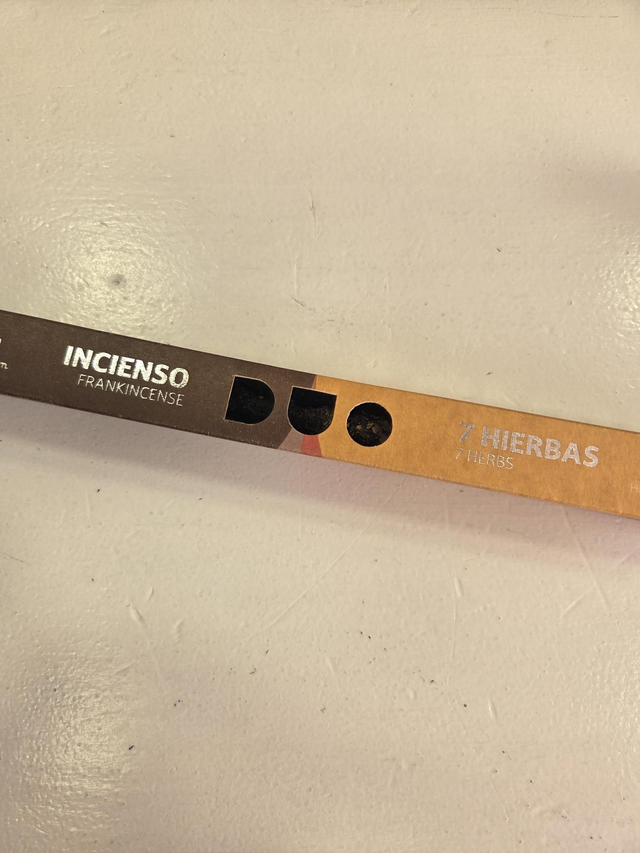 INCIENSO
FRANKINCENSE
DUO
7 HIERBAS
7 HERBS